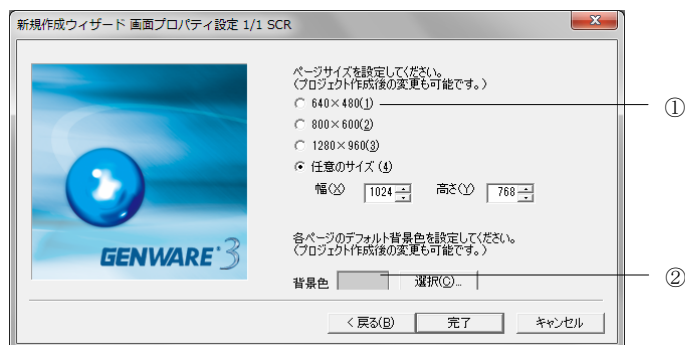 新規作成ウィザード 画面プロパティ設定 1/1 SCR
ページサイズを設定してください。
(プロジェクト作成後の変更も可能です。)
640×480(1)
①
800×600(2)
1280×960(3)
任意のサイズ (4)
幅(X) 1024 高さ(Y) 768
各ページのデフォルト背景色を設定してください。
(プロジェクト作成後の変更も可能です。)
背景色 選択(C)...
②
GENWARE 3
< 戻る(B) 完了 キャンセル